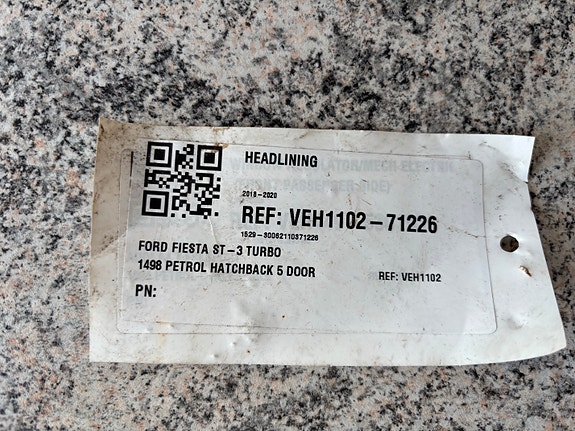 HEADLINING
2018-2020
REF: VEH1102-71226
1529-80062110371226
FORD FIESTA ST-3 TURBO
1498 PETROL HATCHBACK 5 DOOR
REF: VEH1102
PN: